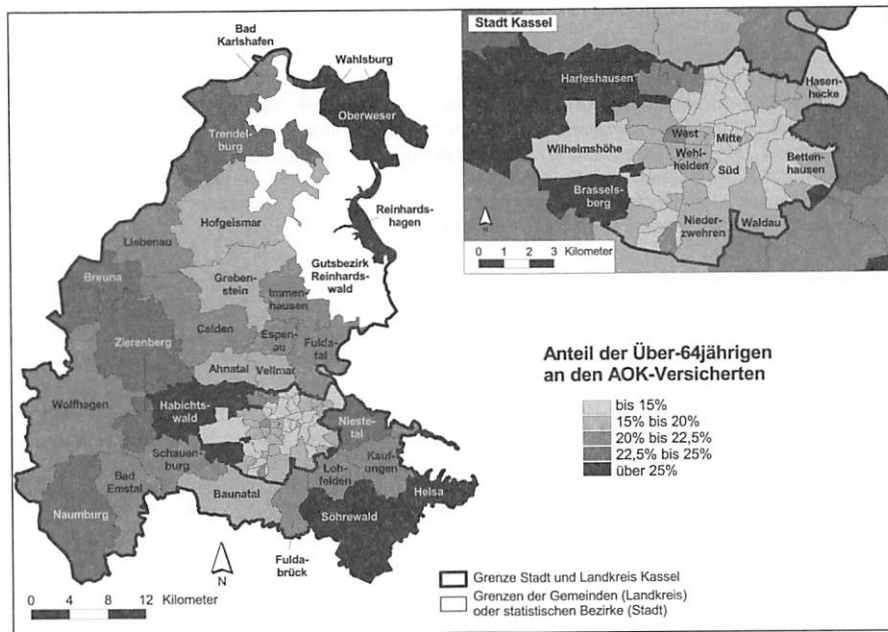 Bad
Karlshafen
Wahlsburg
Oberweser
Trendel-
burg
Reinhards-
hagen
Hofgeismar
Liebenau
Gutsbezirk
Reinhards-
wald
Breuna
Greben-
stein
Immen-
hausen
Zierenberg
Calden
Espen-
au
Fulda-
tal
Ahnatal
Vellmar
Wolfhagen
Habichts-
wald
Nieste-
tal
Schauen-
burg
Kauf-
ungen
Bad
Emstal
Loh-
felden
Helsa
Baunatal
Naumburg
Söhrewald
Fulda-
brück
N
0 4 8 12 Kilometer
Stadt Kassel
Harleshausen
Hasen-
hecke
West
Mitte
Wilhelmshöhe
Wehl-
heiden
Süd
Betten-
hausen
Brassels-
berg
Nieder-
zwehren
Waldau
N
0 1 2 3 Kilometer
Anteil der Über-64jährigen
an den AOK-Versicherten
bis 15%
15% bis 20%
20% bis 22,5%
22,5% bis 25%
über 25%
Grenze Stadt und Landkreis Kassel
Grenzen der Gemeinden (Landkreis)
oder statistischen Bezirke (Stadt)